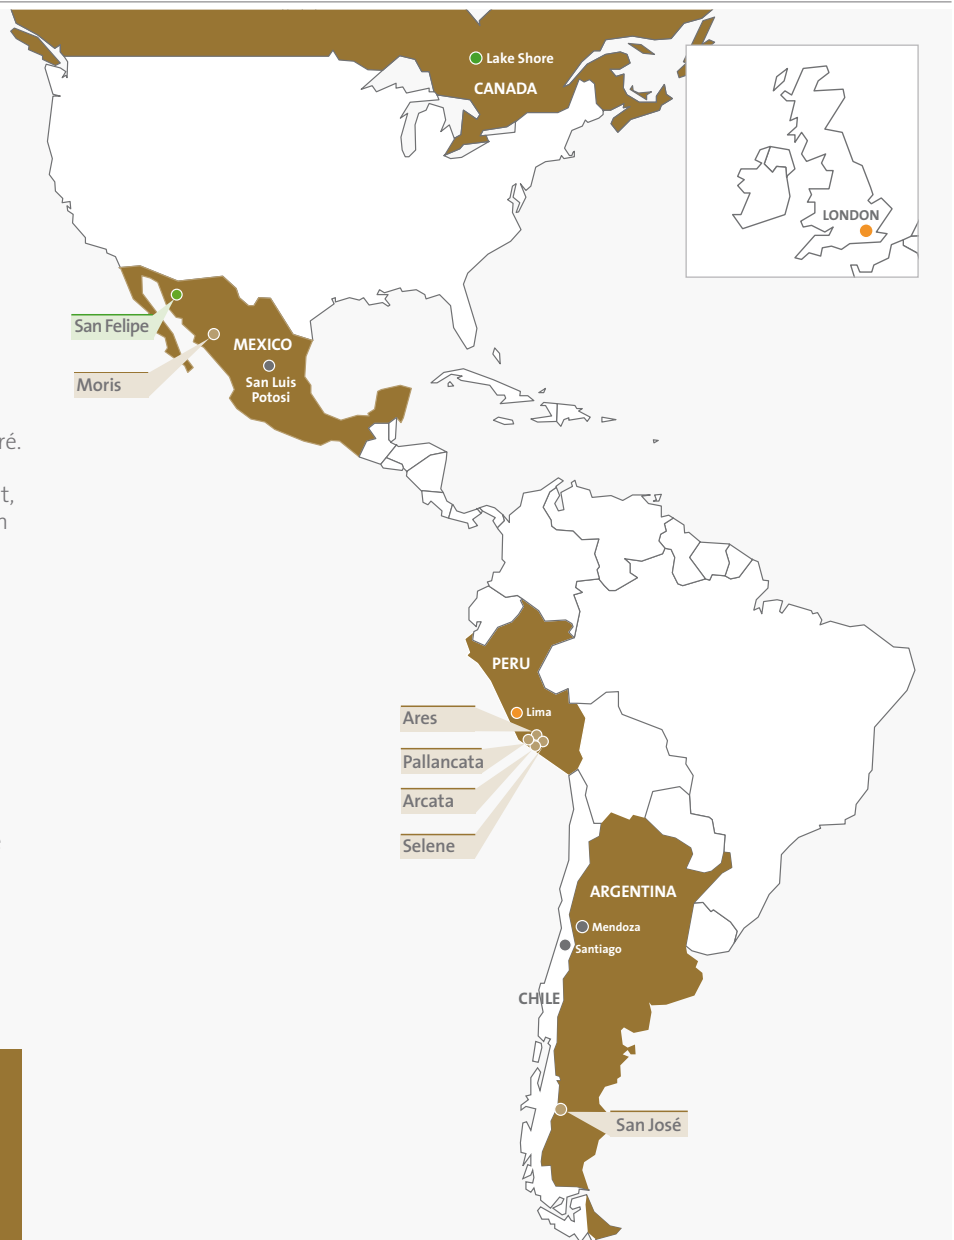 Lake Shore
CANADA
LONDON
San Felipe
MEXICO
Moris
San Luis
Potosi
ré.
t,
n
PERU
Lima
Ares
Pallancata
Arcata
Selene
ARGENTINA
Mendoza
Santiago
CHILE
San José